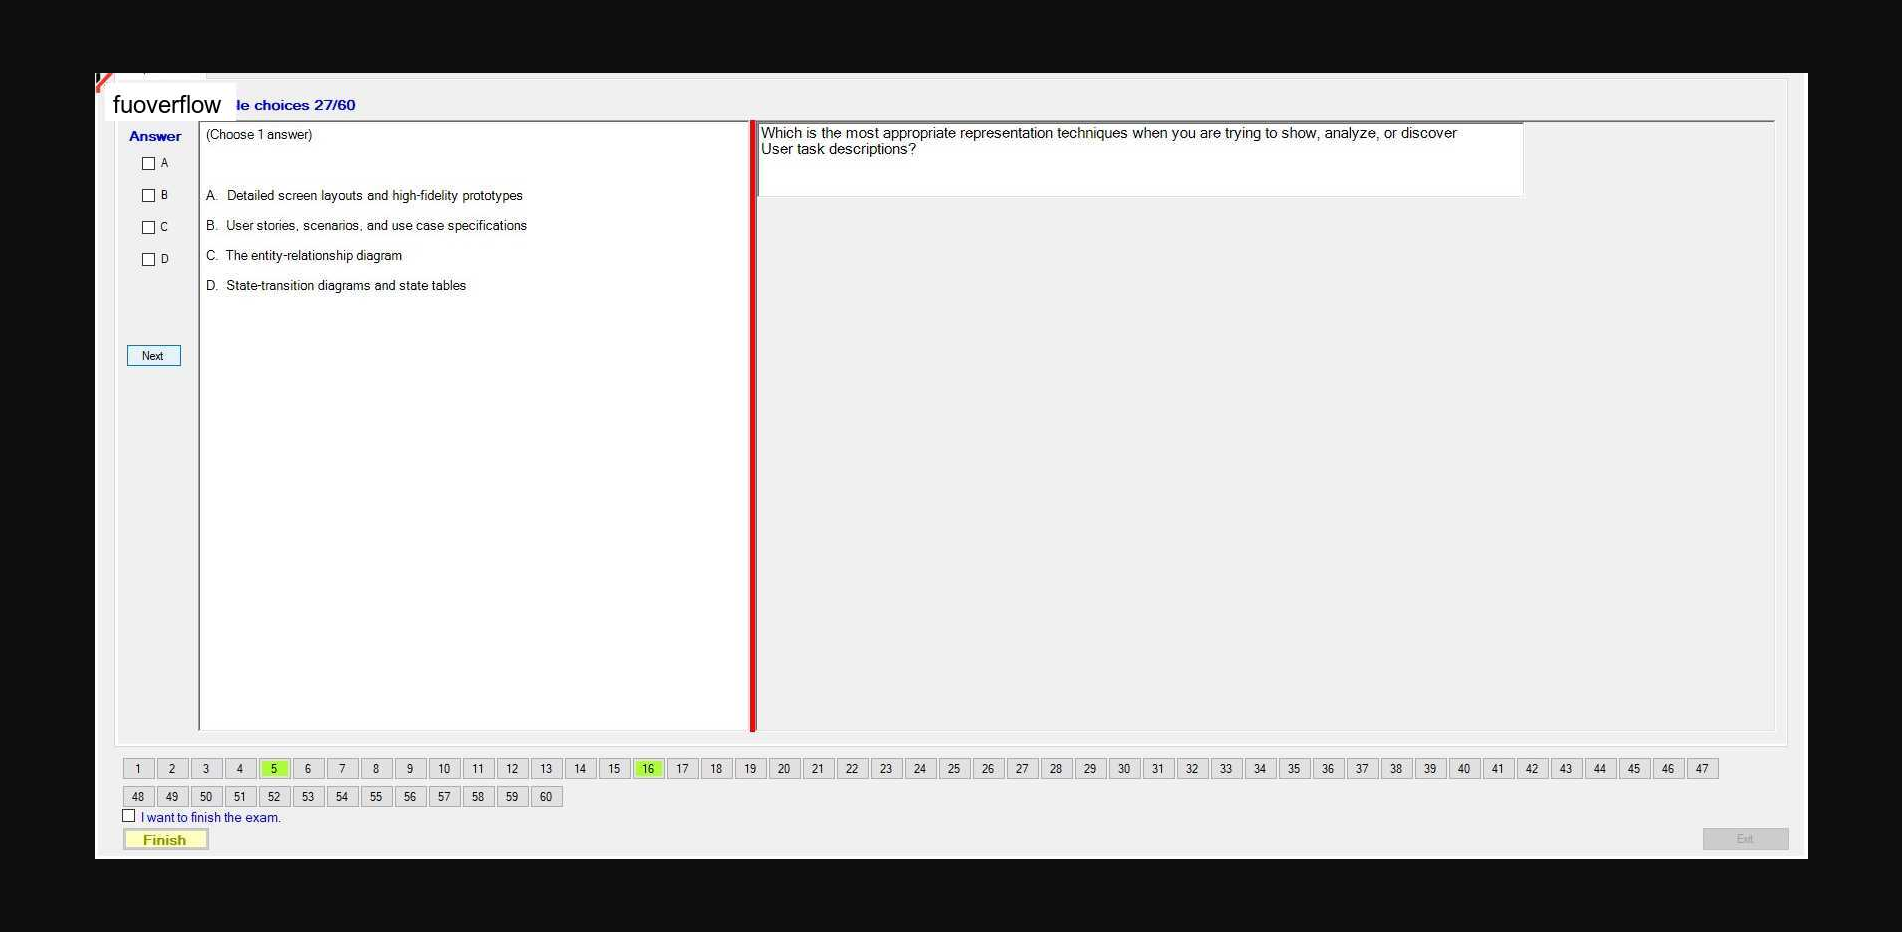 fuoverflow
le choices 27/60
Answer
(Choose 1 answer)
Which is the most appropriate representation techniques when you are trying to show, analyze, or discover
User task descriptions?
A
B
C
D
A. Detailed screen layouts and high-fidelity prototypes
B. User stories, scenarios, and use case specifications
C. The entity-relationship diagram
D. State-transition diagrams and state tables
Next
1 2 3 4 5 6 7 8 9 10 11 12 13 14 15 16 17 18 19 20 21 22 23 24 25 26 27 28 29 30 31 32 33 34 35 36 37 38 39 40 41 42 43 44 45 46 47
48 49 50 51 52 53 54 55 56 57 58 59 60
I want to finish the exam.
Finish
Exit